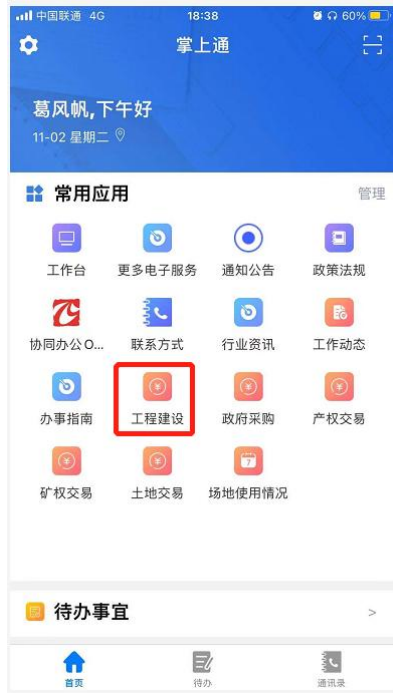 中国联通 4G 18:38 60%
掌上通
葛风帆,下午好
11-02 星期二
常用应用 管理
工作台 更多电子服务 通知公告 政策法规
协同办公O... 联系方式 行业资讯 工作动态
办事指南 工程建设 政府采购 产权交易
矿权交易 土地交易 场地使用情况
待办事宜 >
首页 待办 通讯录